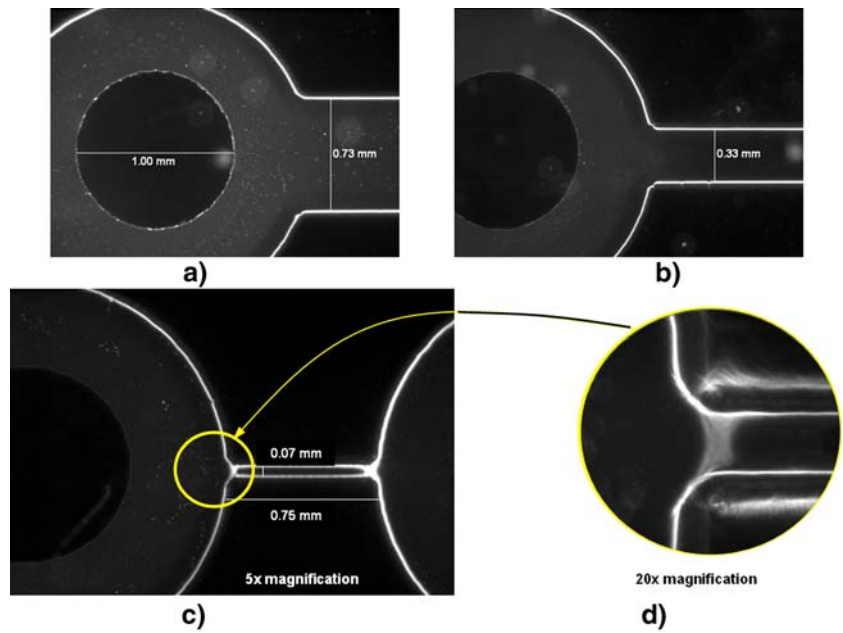 1.00 mm
0.73 mm
a)
0.33 mm
b)
0.07 mm
0.75 mm
5x magnification
c)
20x magnification
d)